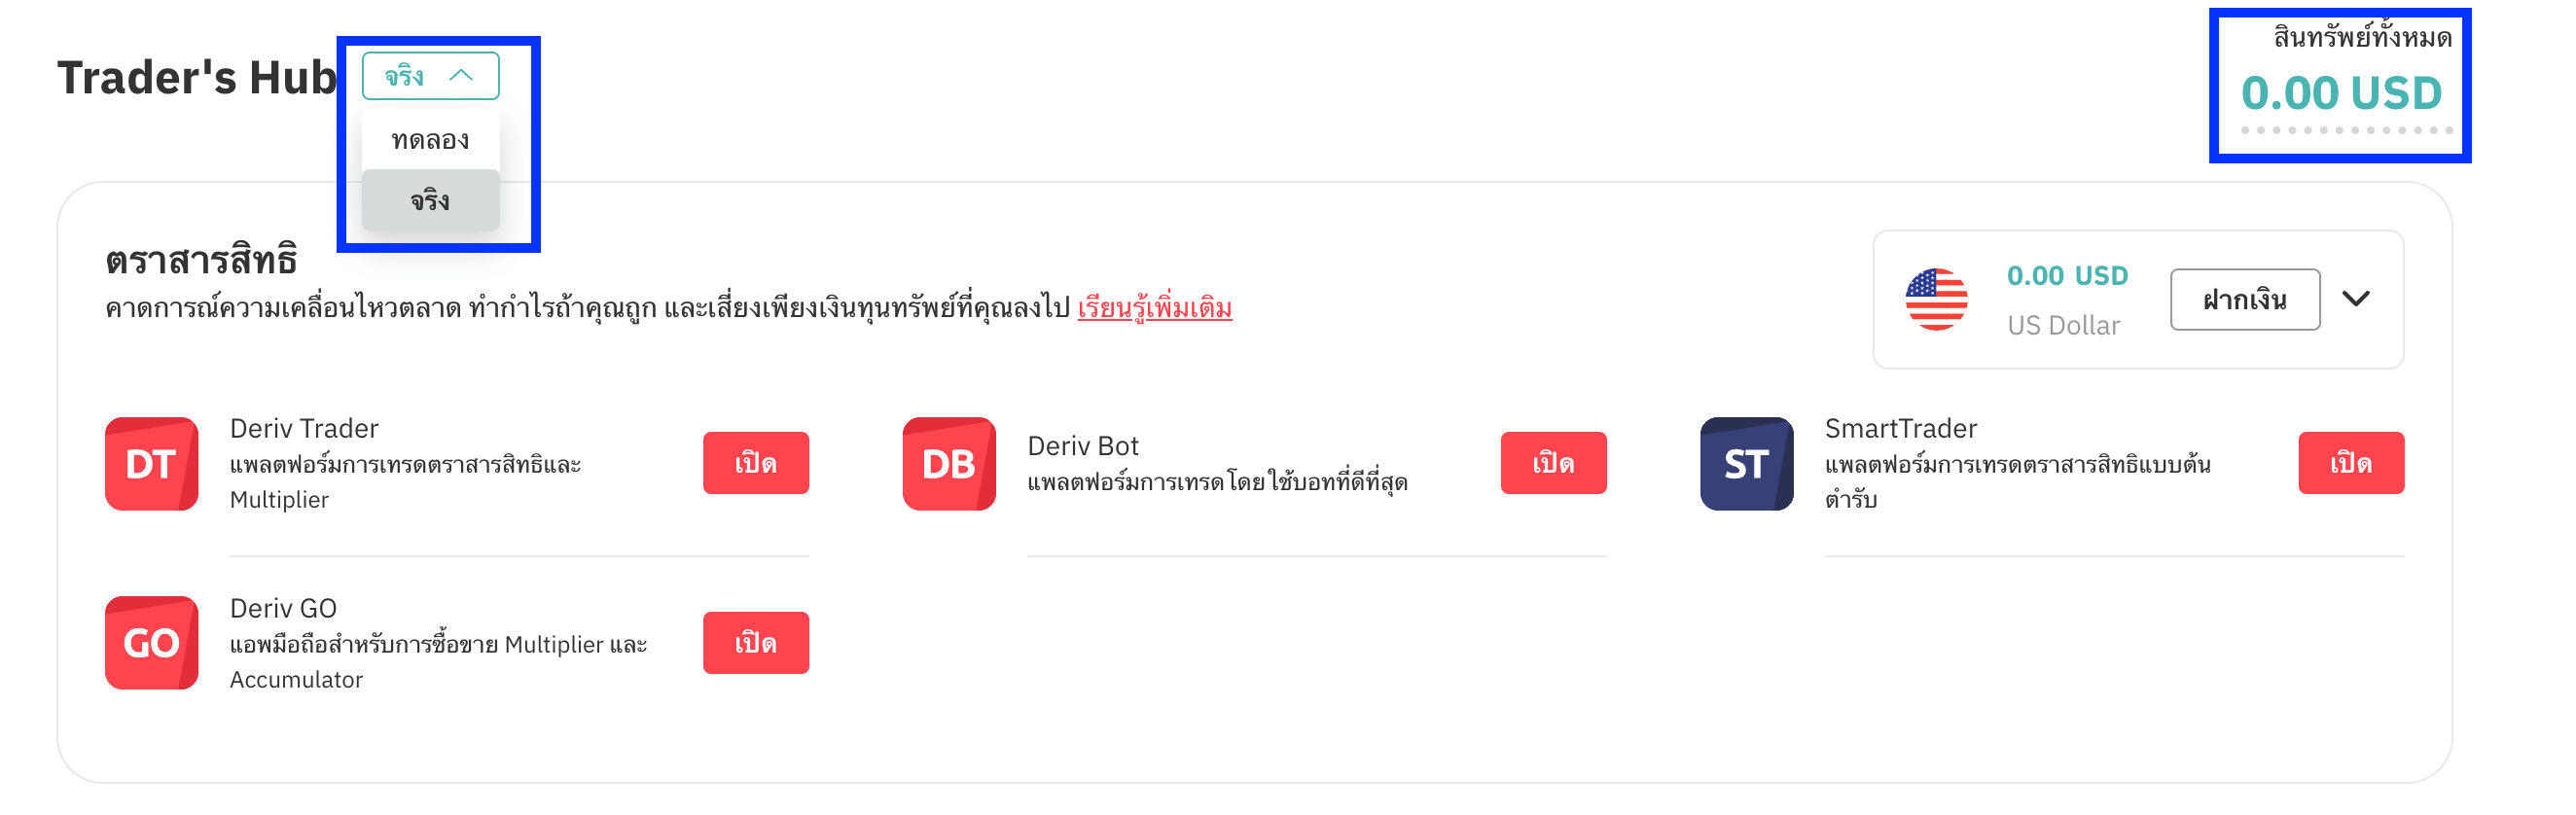 Trader's Hub
จริง
ทดลอง
จริง
สินทรัพย์ทั้งหมด
0.00 USD
ตราสารสิทธิ
คาดการณ์ความเคลื่อนไหวตลาด ทำกำไรถ้าคุณถูก และเสี่ยงเพียงเงินทุนทรัพย์ที่คุณลงไป เรียนรู้เพิ่มเติม
0.00 USD
US Dollar
ฝากเงิน
DT
Deriv Trader
แพลตฟอร์มการเทรดตราสารสิทธิและ
Multiplier
เปิด
DB
Deriv Bot
แพลตฟอร์มการเทรดโดยใช้บอทที่ดีที่สุด
เปิด
ST
SmartTrader
แพลตฟอร์มการเทรดตราสารสิทธิแบบต้น
ตำรับ
เปิด
GO
Deriv GO
แอพมือถือสำหรับการซื้อขาย Multiplier และ
Accumulator
เปิด